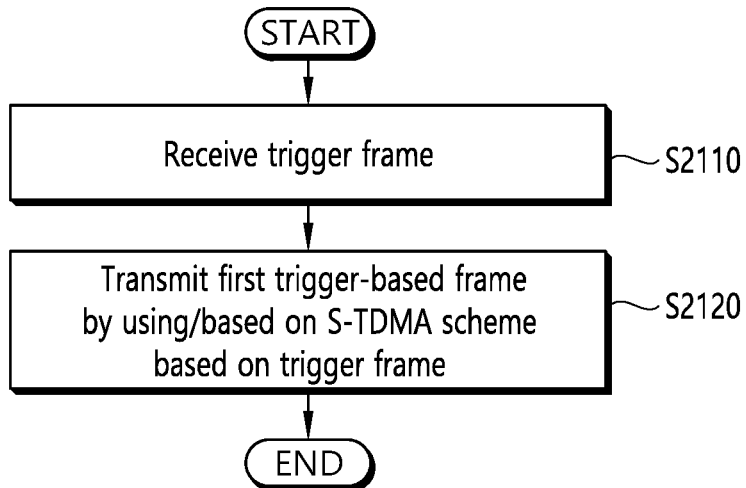 START
Receive trigger frame
S2110
Transmit first trigger-based frame
by using/based on S-TDMA scheme
based on trigger frame
S2120
END